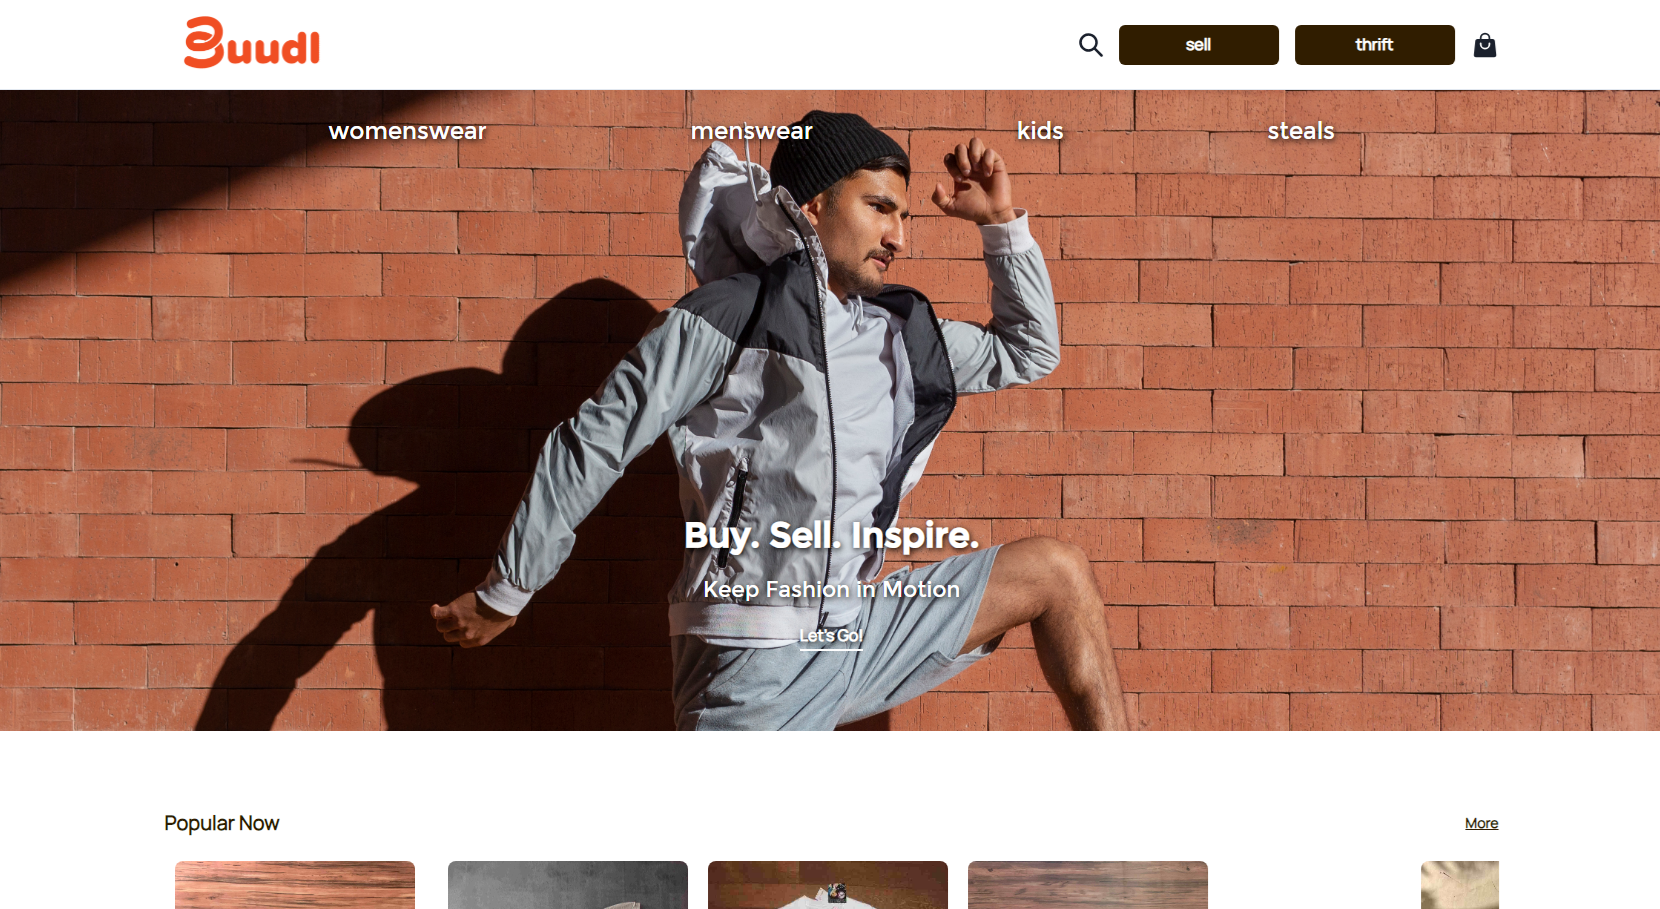 Buudl
sell
thrift
womenswear
menswear
kids
steals
Buy. Sell. Inspire.
Keep Fashion in Motion
Let's Go!
Popular Now
More